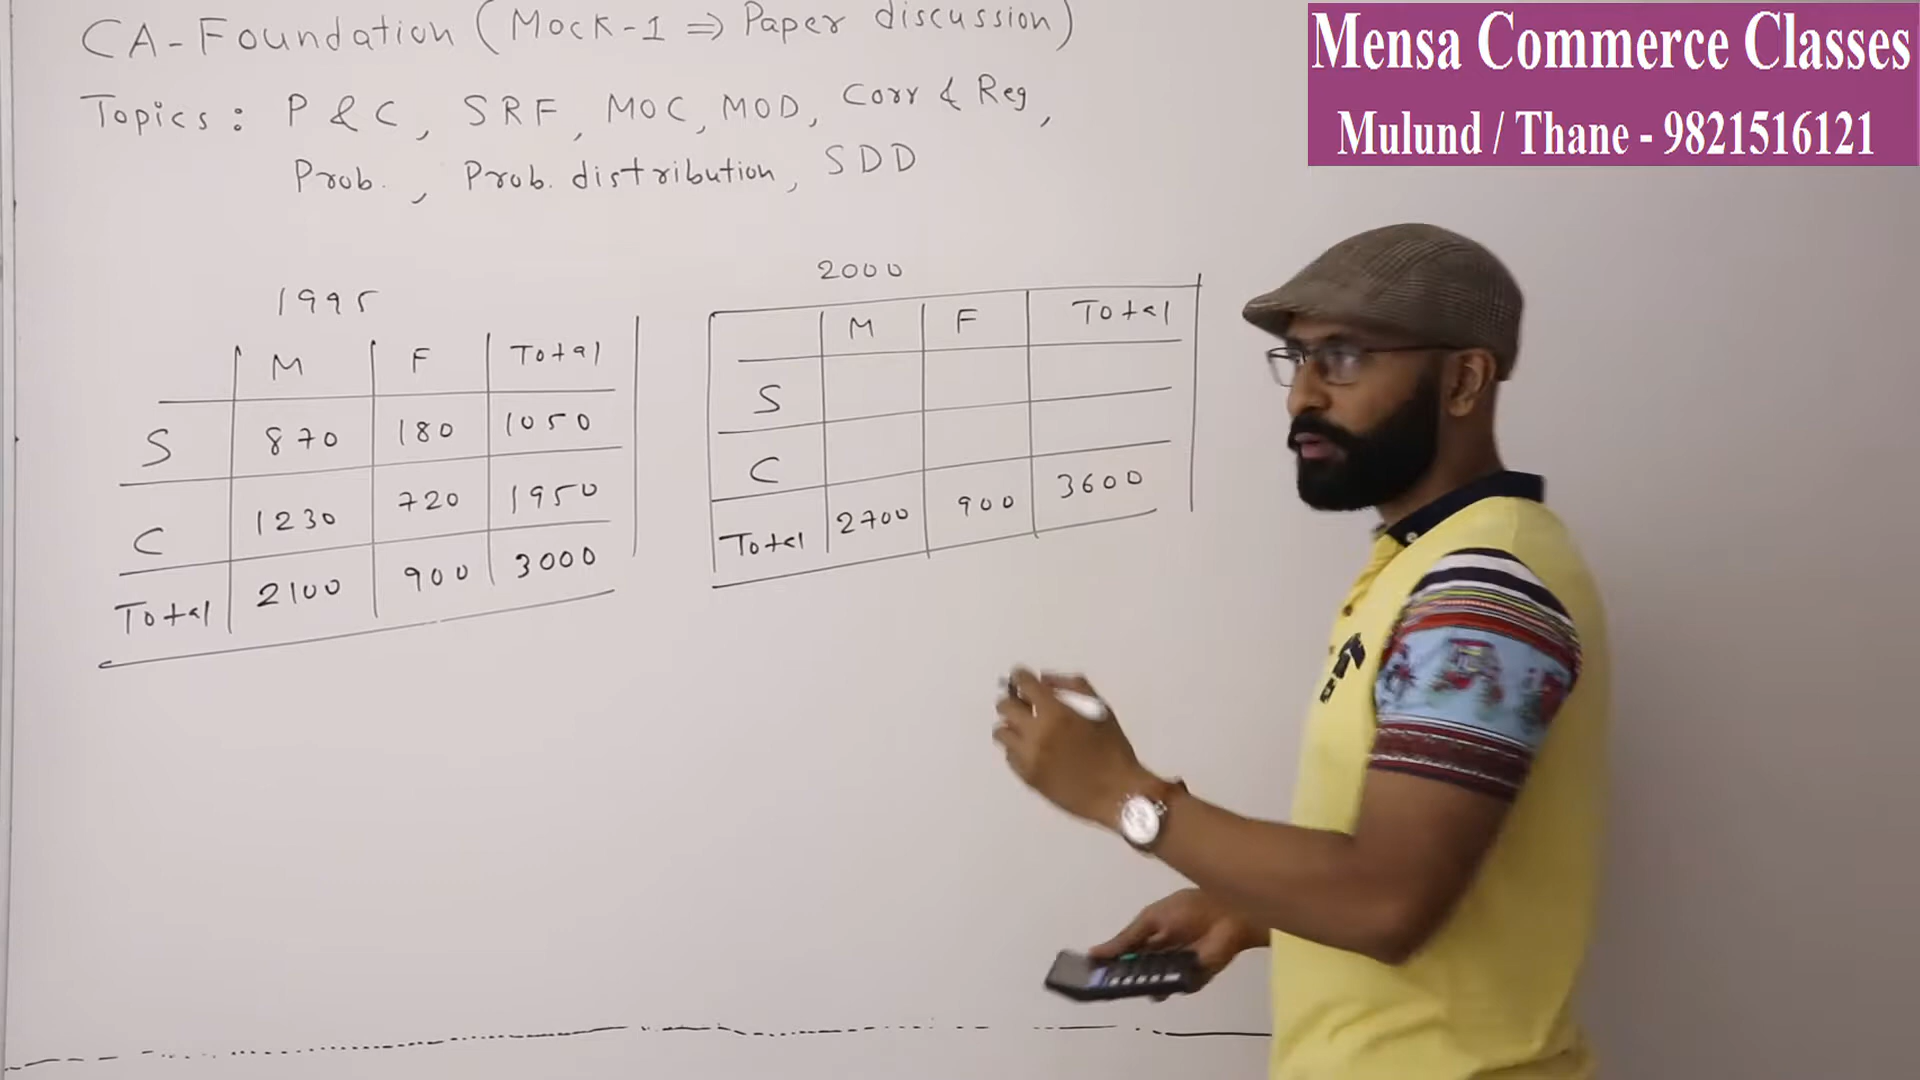 CA-Foundation (Mock-1 ⇒ Paper discussion)
Topics : P & C, SRF, MOC, MOD, Corr & Reg,
Prob., Prob. distribution, SDD
Mensa Commerce Classes
Mulund / Thane - 9821516121
1995
M F Total
S 870 180 1050
C 1230 720 1950
Total 2100 900 3000
2000
M F Total
S
C
Total 2700 900 3600